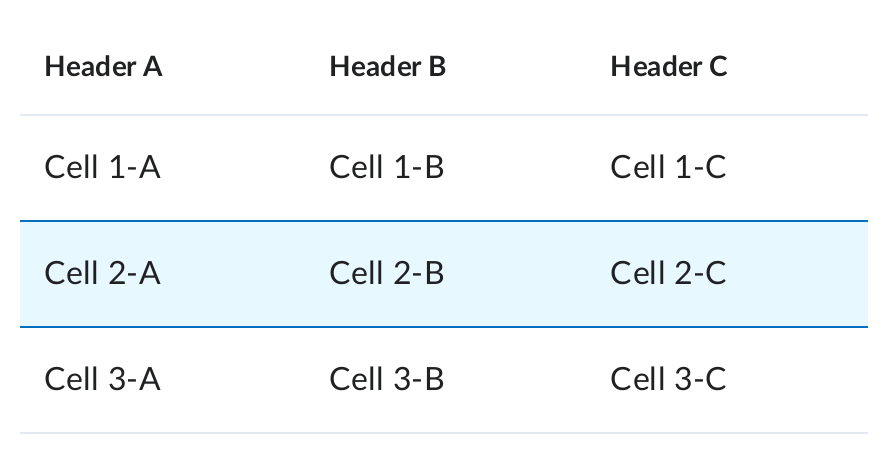 Header A Header B Header C
Cell 1-A Cell 1-B Cell 1-C
Cell 2-A Cell 2-B Cell 2-C
Cell 3-A Cell 3-B Cell 3-C